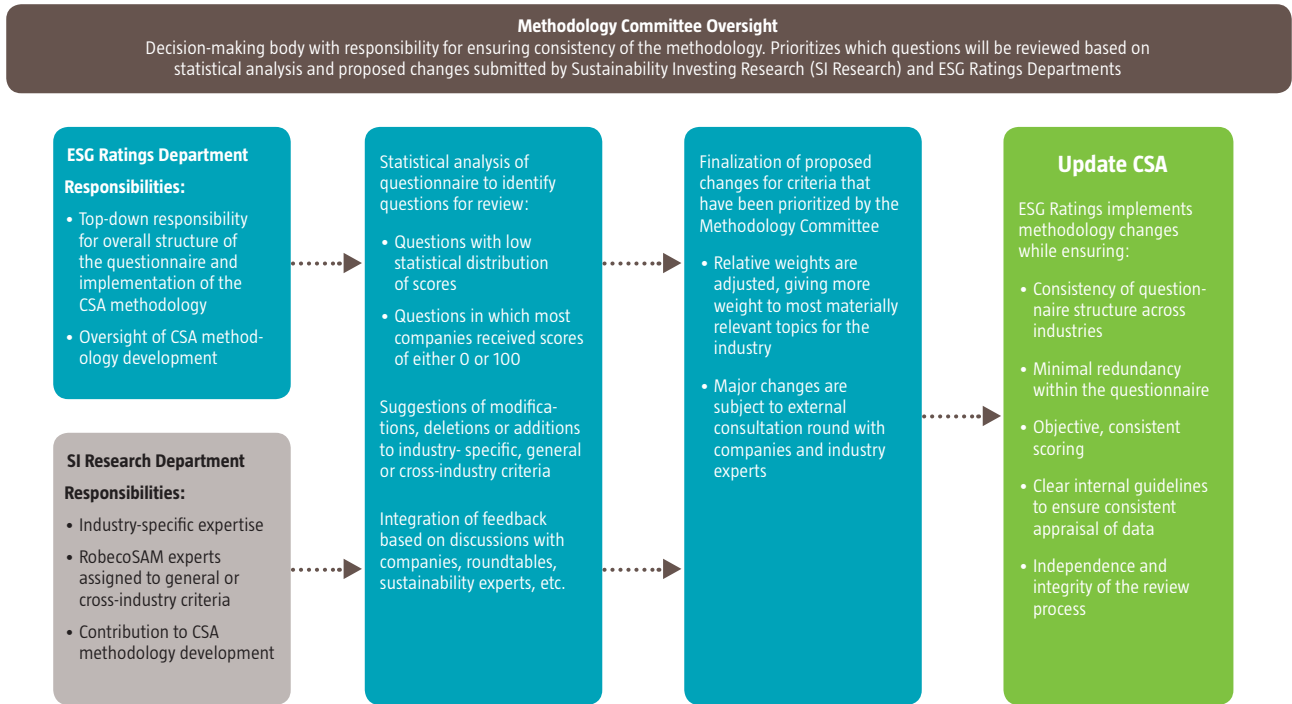 Methodology Committee Oversight
Decision-making body with responsibility for ensuring consistency of the methodology. Prioritizes which questions will be reviewed based on
statistical analysis and proposed changes submitted by Sustainability Investing Research (SI Research) and ESG Ratings Departments
ESG Ratings Department
Responsibilities:
• Top-down responsibility
for overall structure of
the questionnaire and
implementation of the
CSA methodology
• Oversight of CSA method-
ology development
SI Research Department
Responsibilities:
• Industry-specific expertise
• RobecoSAM experts
assigned to general or
cross-industry criteria
• Contribution to CSA
methodology development
Statistical analysis of
questionnaire to identify
questions for review:
• Questions with low
statistical distribution
of scores
• Questions in which most
companies received scores
of either 0 or 100
Suggestions of modifica-
tions, deletions or additions
to industry- specific, general
or cross-industry criteria
Integration of feedback
based on discussions with
companies, roundtables,
sustainability experts, etc.
Finalization of proposed
changes for criteria that
have been prioritized by the
Methodology Committee
• Relative weights are
adjusted, giving more
weight to most materially
relevant topics for the
industry
• Major changes are
subject to external
consultation round with
companies and industry
experts
Update CSA
ESG Ratings implements
methodology changes
while ensuring:
• Consistency of question-
naire structure across
industries
• Minimal redundancy
within the questionnaire
• Objective, consistent
scoring
• Clear internal guidelines
to ensure consistent
appraisal of data
• Independence and
integrity of the review
process